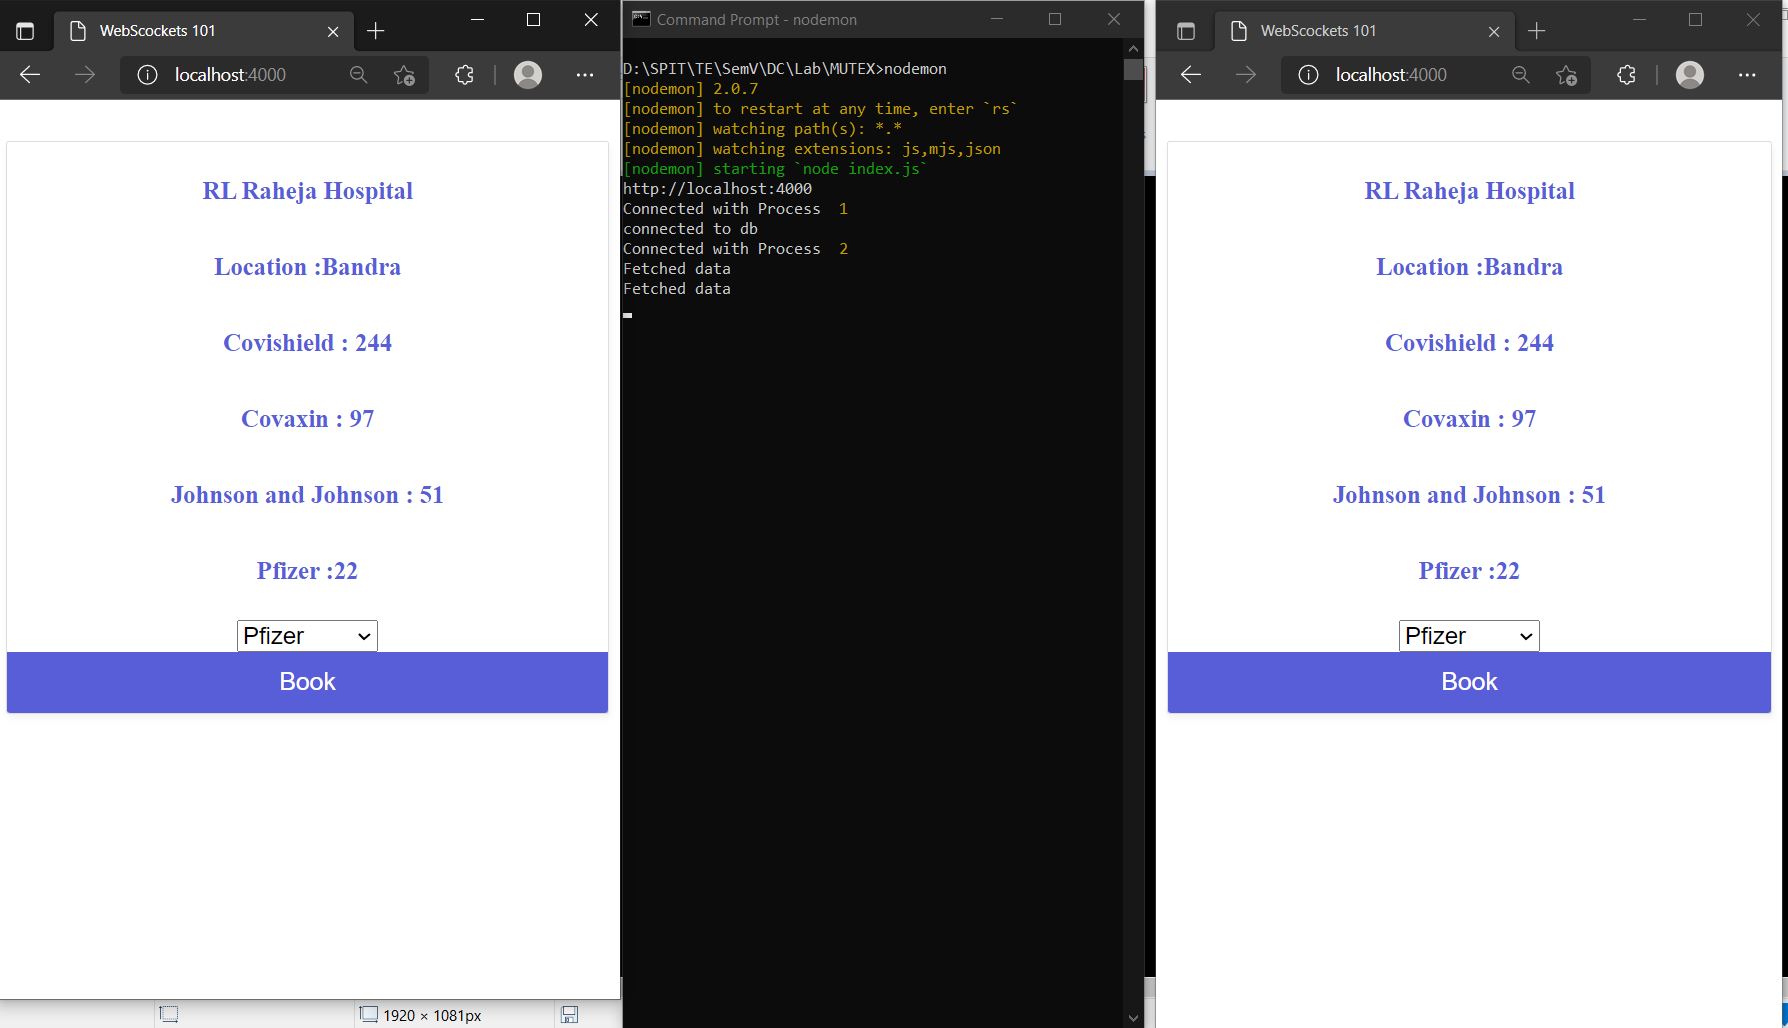 WebScockets 101
localhost:4000
RL Raheja Hospital
Location :Bandra
Covishield : 244
Covaxin : 97
Johnson and Johnson : 51
Pfizer :22
Pfizer
Book
1920 × 1081px
Command Prompt - nodemon
D:\SPIT\TE\SemV\DC\Lab\MUTEX>nodemon
[nodemon] 2.0.7
[nodemon] to restart at any time, enter `rs`
[nodemon] watching path(s): *.*
[nodemon] watching extensions: js,mjs,json
[nodemon] starting `node index.js`
http://localhost:4000
Connected with Process  1
connected to db
Connected with Process  2
Fetched data
Fetched data
WebScockets 101
localhost:4000
RL Raheja Hospital
Location :Bandra
Covishield : 244
Covaxin : 97
Johnson and Johnson : 51
Pfizer :22
Pfizer
Book